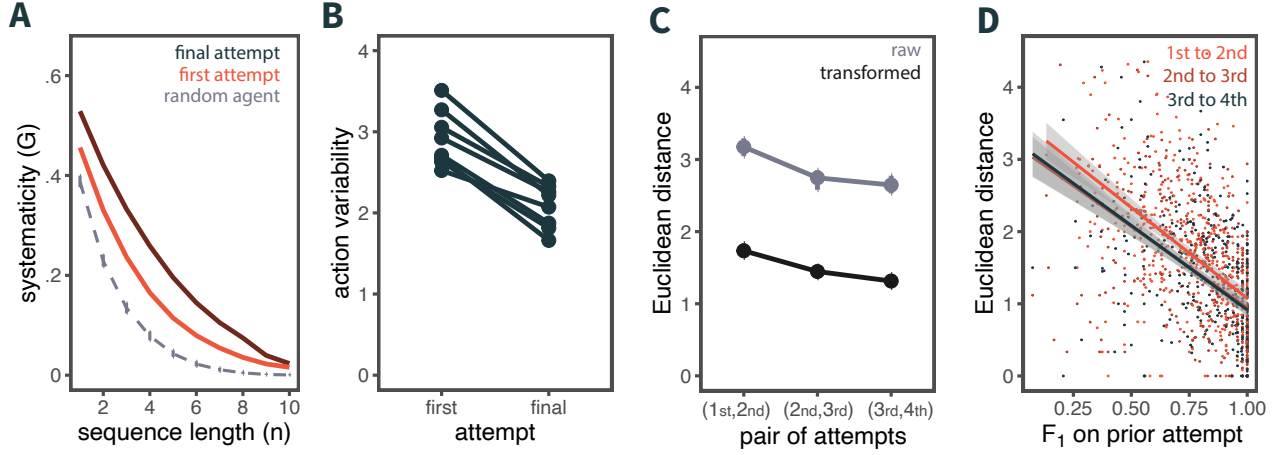 A
systematicity (G)
.6
.4
.2
0
final attempt
first attempt
random agent
2 4 6 8 10
sequence length (n)
B
action variability
4
3
2
1
0
first final
attempt
C
Euclidean distance
4
3
2
1
0
raw
transformed
(1st,2nd) (2nd,3rd) (3rd,4th)
pair of attempts
D
Euclidean distance
4
3
2
1
0
1st to 2nd
2nd to 3rd
3rd to 4th
0.25 0.50 0.75 1.00
F₁ on prior attempt